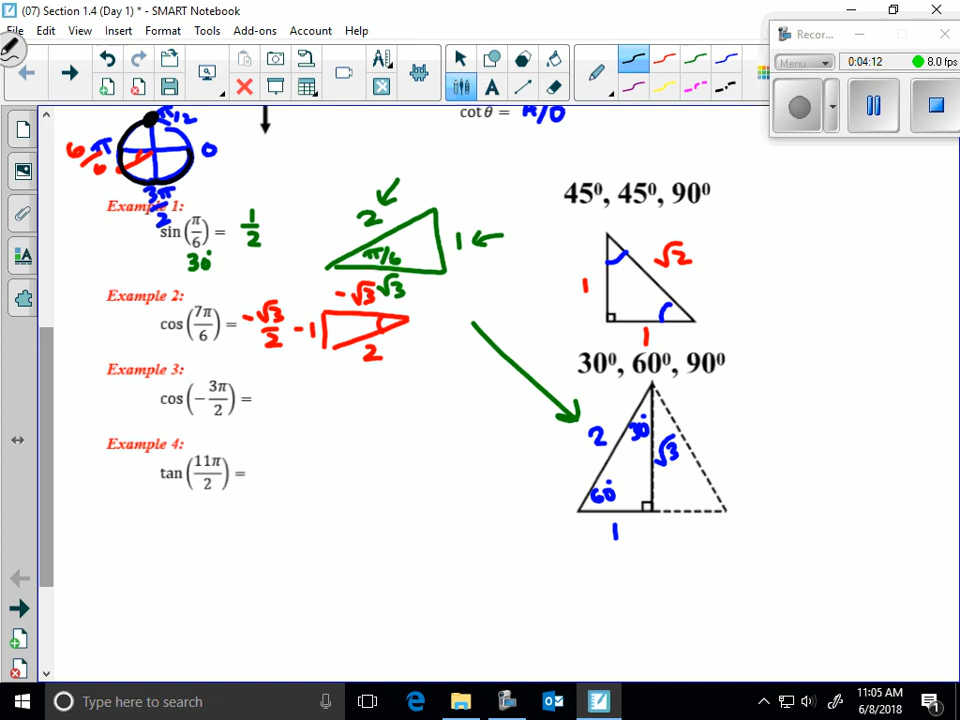 (07) Section 1.4 (Day 1) * - SMART Notebook
File Edit View Insert Format Tools Add-ons Account Help
Recor...
Menu
0:04:12
8.0 fps
cot θ =
π/2
6/6 π
0
3π/2
Example 1:
sin(π/6) = 1/2
30°
2
1
π/6
√3
Example 2:
cos(7π/6) = -√3/2
-√3
-1
2
Example 3:
cos(-3π/2) =
Example 4:
tan(11π/2) =
45⁰, 45⁰, 90⁰
1
√2
1
30⁰, 60⁰, 90⁰
2
30°
√3
60°
1
Type here to search
11:05 AM
6/8/2018
1